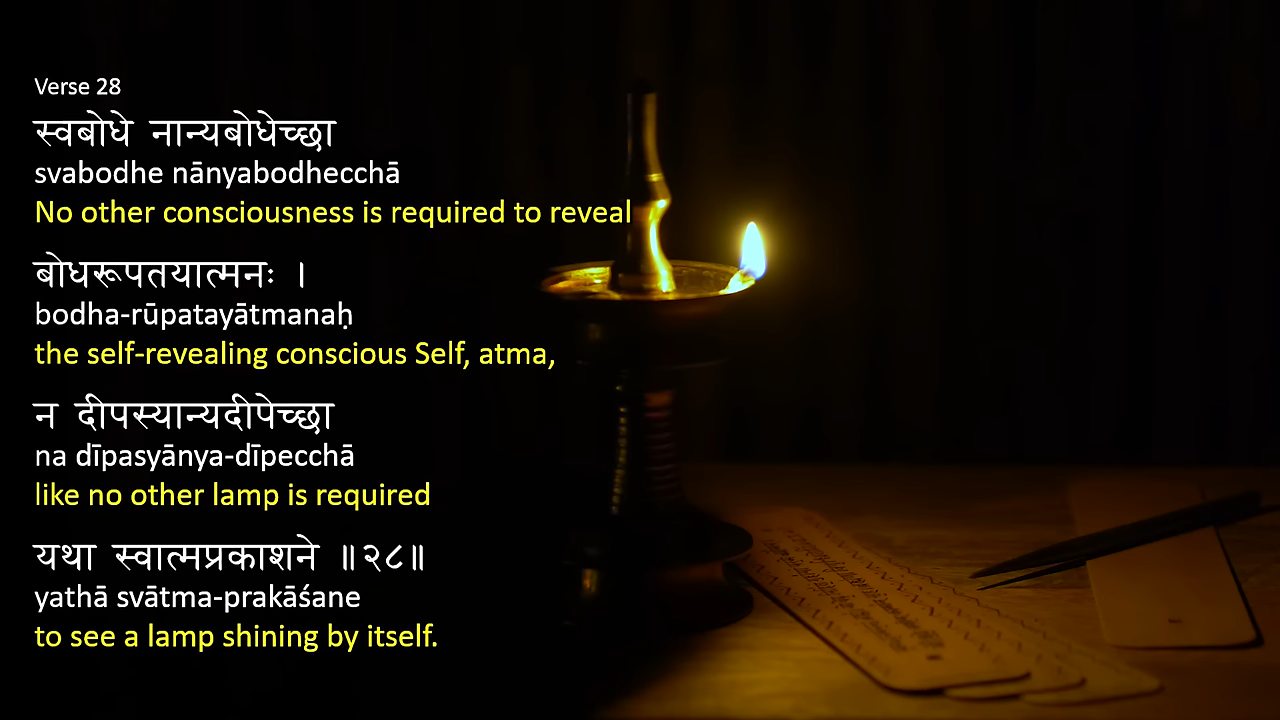 Verse 28
स्वबोधे नान्यबोधेच्छा
svabodhe nānyabodhecchā
No other consciousness is required to reveal
बोधरूपतयात्मनः ।
bodha-rūpatayātmanaḥ
the self-revealing conscious Self, atma,
न दीपस्यान्यदीपेच्छा
na dīpasyānya-dīpecchā
like no other lamp is required
यथा स्वात्मप्रकाशने ॥२८॥
yathā svātma-prakāśane
to see a lamp shining by itself.